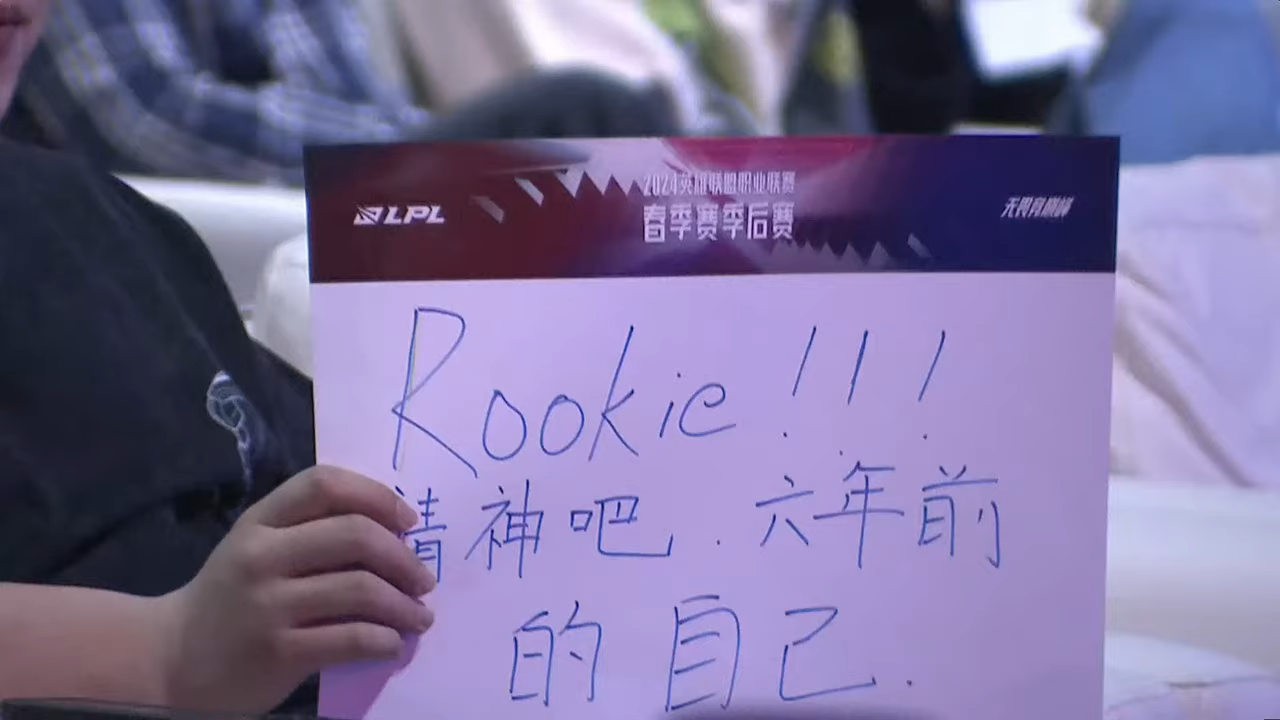 LPL
2024英雄联盟职业联赛
春季赛季后赛
无畏竞巅峰
Rookie!!!
精神吧.六年前
的自己.